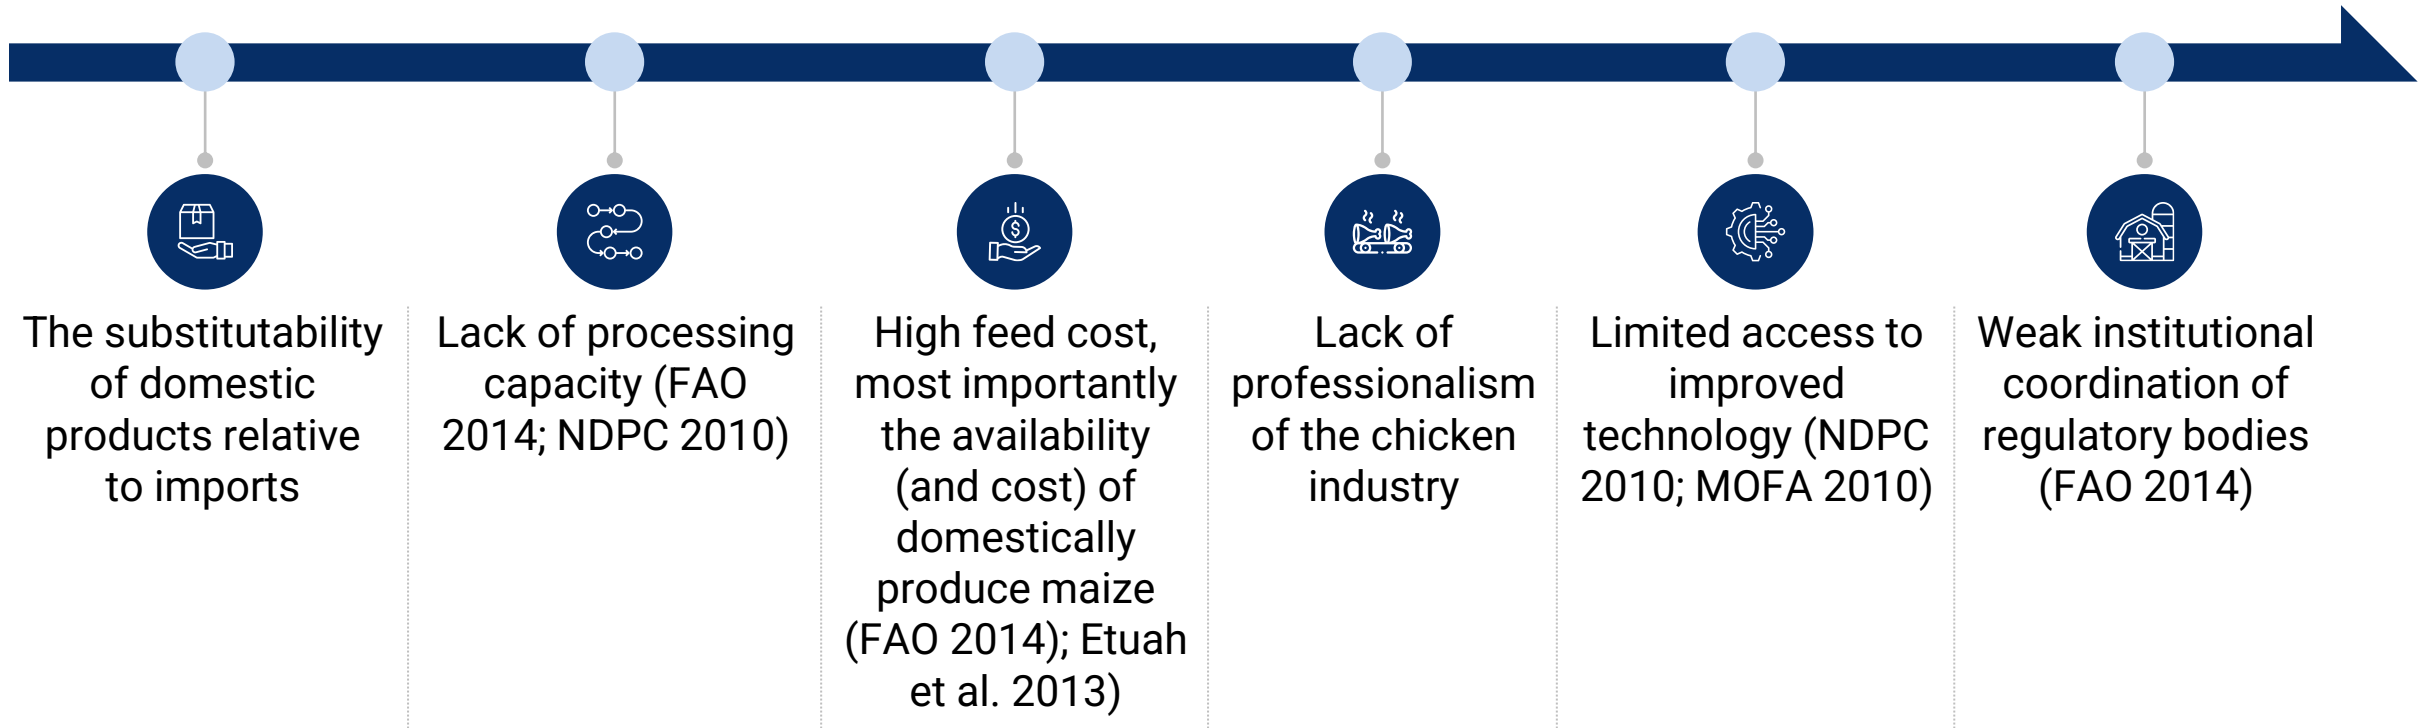 The substitutability
of domestic
products relative
to imports
Lack of processing
capacity (FAO
2014; NDPC 2010)
High feed cost,
most importantly
the availability
(and cost) of
domestically
produce maize
(FAO 2014); Etuah
et al. 2013)
Lack of
professionalism
of the chicken
industry
Limited access to
improved
technology (NDPC
2010; MOFA 2010)
Weak institutional
coordination of
regulatory bodies
(FAO 2014)